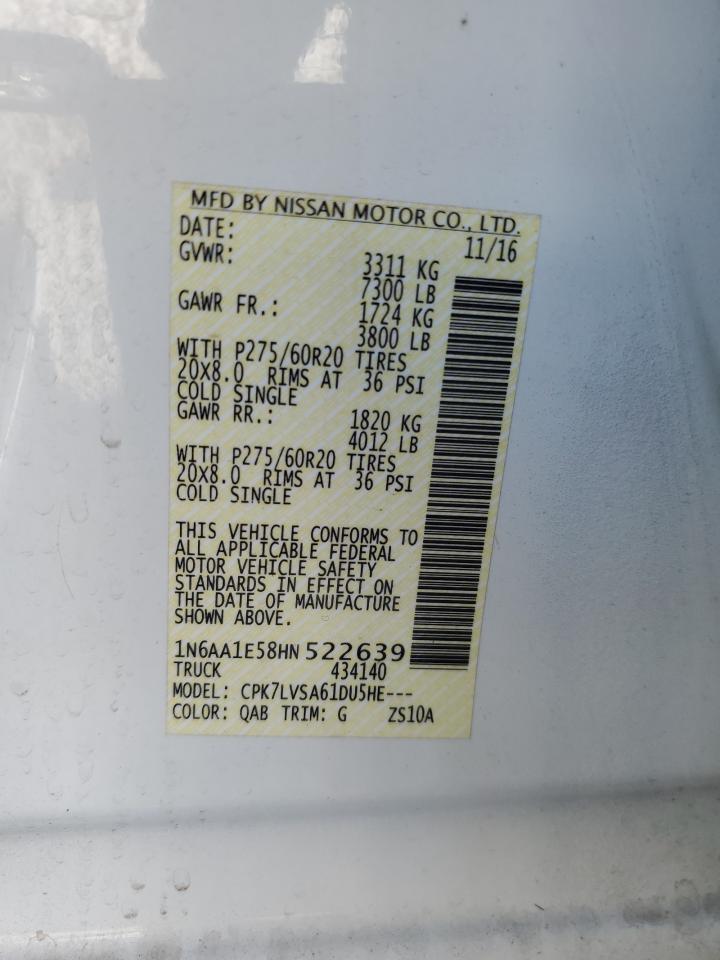 MFD BY NISSAN MOTOR CO., LTD.
DATE: 11/16
GVWR: 3311 KG
7300 LB
GAWR FR.: 1724 KG
3800 LB
WITH P275/60R20 TIRES
20X8.0 RIMS AT 36 PSI
COLD SINGLE
GAWR RR.: 1820 KG
4012 LB
WITH P275/60R20 TIRES
20X8.0 RIMS AT 36 PSI
COLD SINGLE
THIS VEHICLE CONFORMS TO
ALL APPLICABLE FEDERAL
MOTOR VEHICLE SAFETY
STANDARDS IN EFFECT ON
THE DATE OF MANUFACTURE
SHOWN ABOVE.
1N6AA1E58HN522639
TRUCK 434140
MODEL: CPK7LVSA61DU5HE---
COLOR: QAB TRIM: G ZS10A